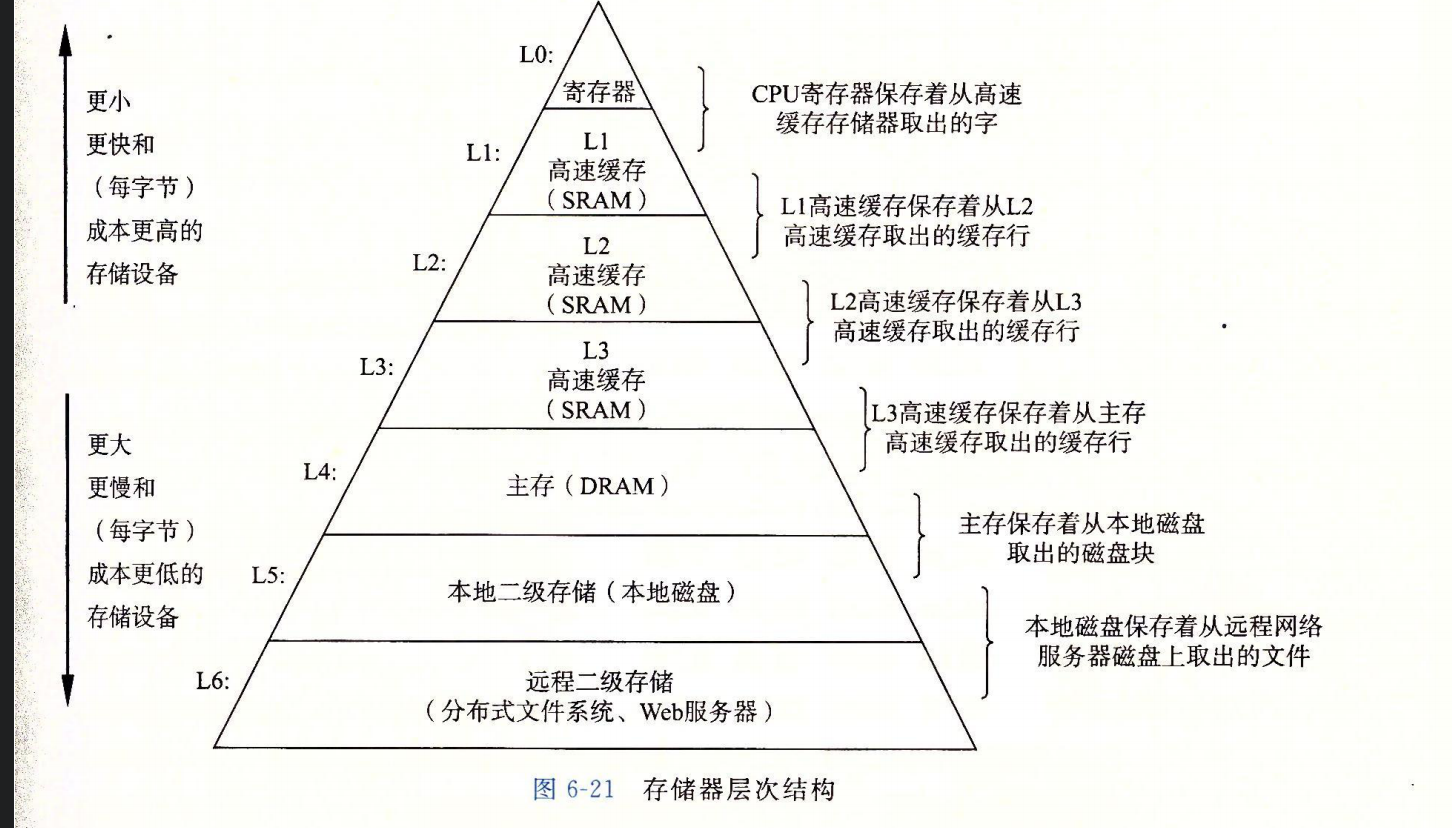 更小
更快和
（每字节）
成本更高的
存储设备
更大
更慢和
（每字节）
成本更低的
存储设备
L0:
寄存器
CPU寄存器保存着从高速
缓存存储器取出的字
L1:
L1
高速缓存
（SRAM）
L1高速缓存保存着从L2
高速缓存取出的缓存行
L2:
L2
高速缓存
（SRAM）
L2高速缓存保存着从L3
高速缓存取出的缓存行
L3:
L3
高速缓存
（SRAM）
L3高速缓存保存着从主存
高速缓存取出的缓存行
L4:
主存（DRAM）
主存保存着从本地磁盘
取出的磁盘块
L5:
本地二级存储（本地磁盘）
本地磁盘保存着从远程网络
服务器磁盘上取出的文件
L6:
远程二级存储
（分布式文件系统、Web服务器）
图 6-21 存储器层次结构